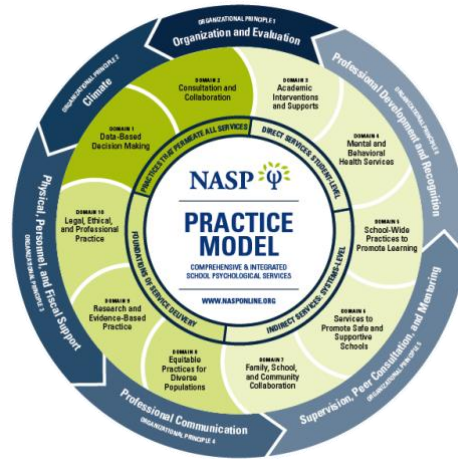 ORGANIZATIONAL PRINCIPLE 1
Organization and Evaluation
ORGANIZATIONAL PRINCIPLE 2
Climate
ORGANIZATIONAL PRINCIPLE 3
Physical, Personnel, and Fiscal Support
ORGANIZATIONAL PRINCIPLE 4
Professional Communication
ORGANIZATIONAL PRINCIPLE 5
Supervision, Peer Consultation, and Mentoring
ORGANIZATIONAL PRINCIPLE 6
Professional Development and Recognition
DOMAIN 1
Data-Based
Decision Making
DOMAIN 2
Consultation and
Collaboration
DOMAIN 3
Academic
Interventions
and Supports
DOMAIN 4
Mental and
Behavioral
Health Services
DOMAIN 5
School-Wide
Practices to
Promote Learning
DOMAIN 6
Services to
Promote Safe and
Supportive
Schools
DOMAIN 7
Family, School,
and Community
Collaboration
DOMAIN 8
Equitable
Practices for
Diverse
Populations
DOMAIN 9
Research and
Evidence-Based
Practice
DOMAIN 10
Legal, Ethical,
and Professional
Practice
PRACTICES THAT PERMEATE ALL SERVICES
DIRECT SERVICES: STUDENT-LEVEL
INDIRECT SERVICES: SYSTEMS-LEVEL
FOUNDATIONS OF SERVICE DELIVERY
NASP
PRACTICE
MODEL
COMPREHENSIVE & INTEGRATED
SCHOOL PSYCHOLOGICAL SERVICES
WWW.NASPONLINE.ORG